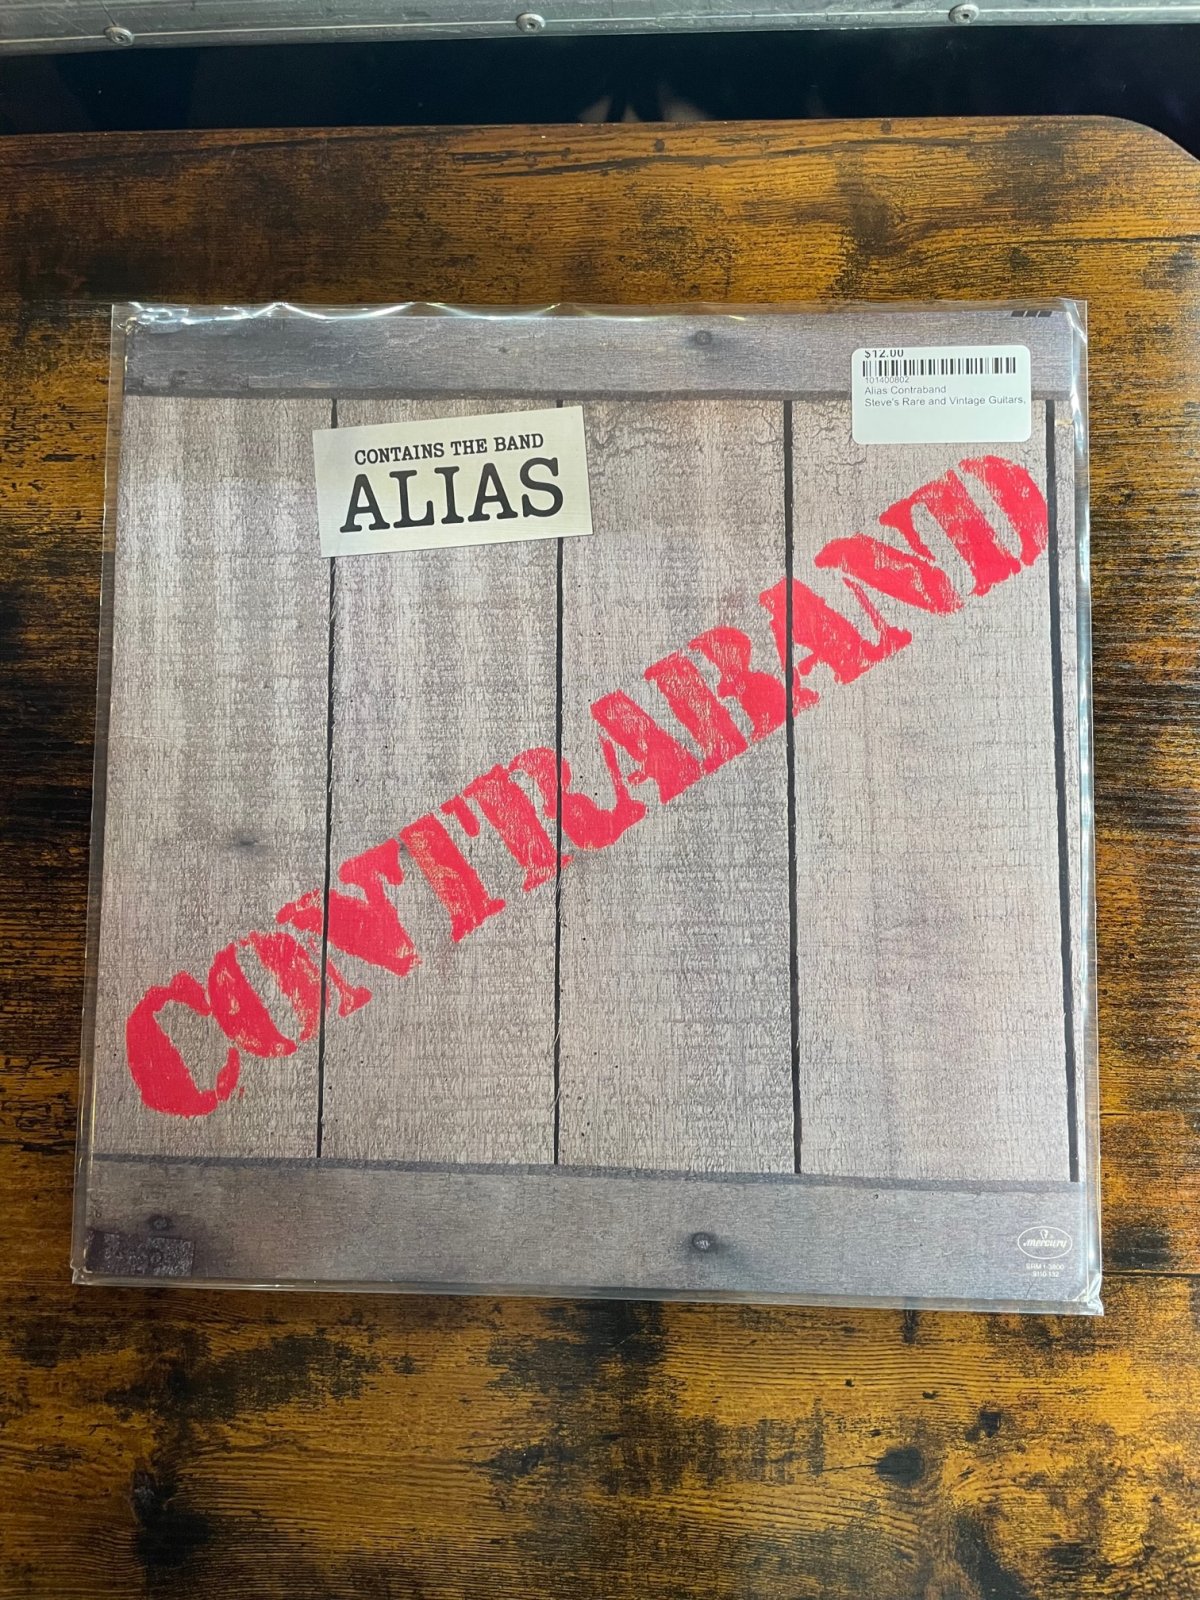 $12.00
101400802
Alias Contraband
Steve's Rare and Vintage Guitars,
CONTAINS THE BAND
ALIAS
CONTRABAND
mercury
SRM 1-3800